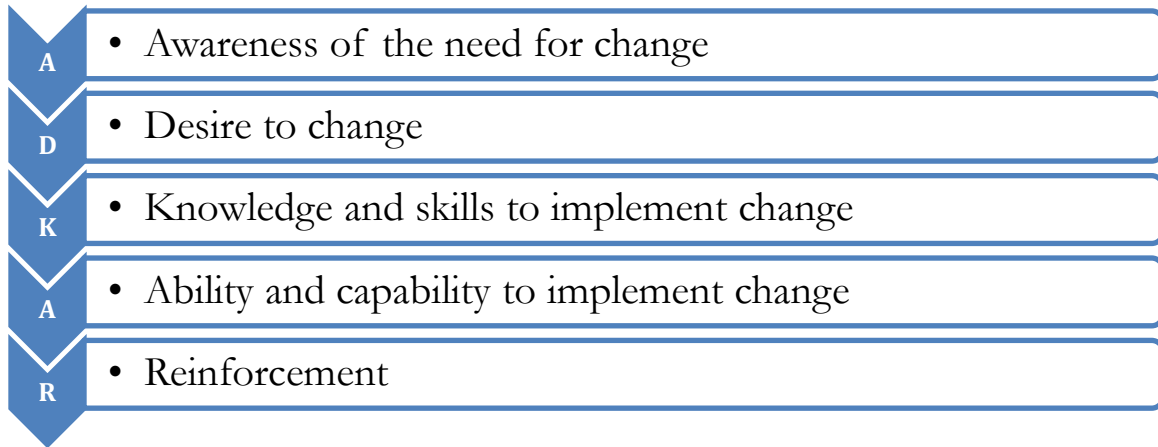 A
• Awareness of the need for change
D
• Desire to change
K
• Knowledge and skills to implement change
A
• Ability and capability to implement change
R
• Reinforcement